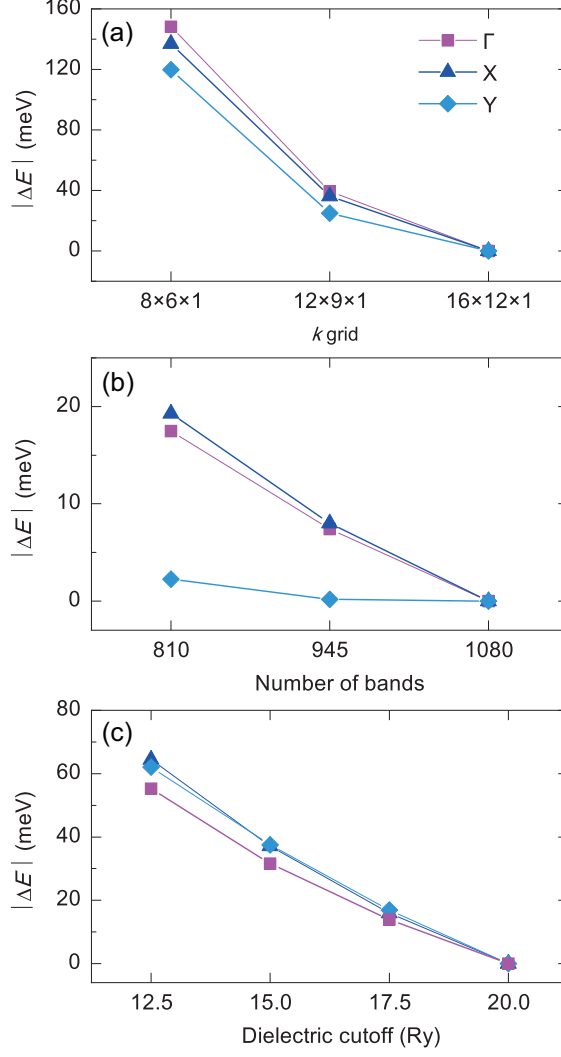 (a)
Γ
X
Y
160
120
80
40
0
|ΔE| (meV)
8×6×1 12×9×1 16×12×1
k grid
(b)
20
10
0
|ΔE| (meV)
810 945 1080
Number of bands
(c)
80
60
40
20
0
|ΔE| (meV)
12.5 15.0 17.5 20.0
Dielectric cutoff (Ry)